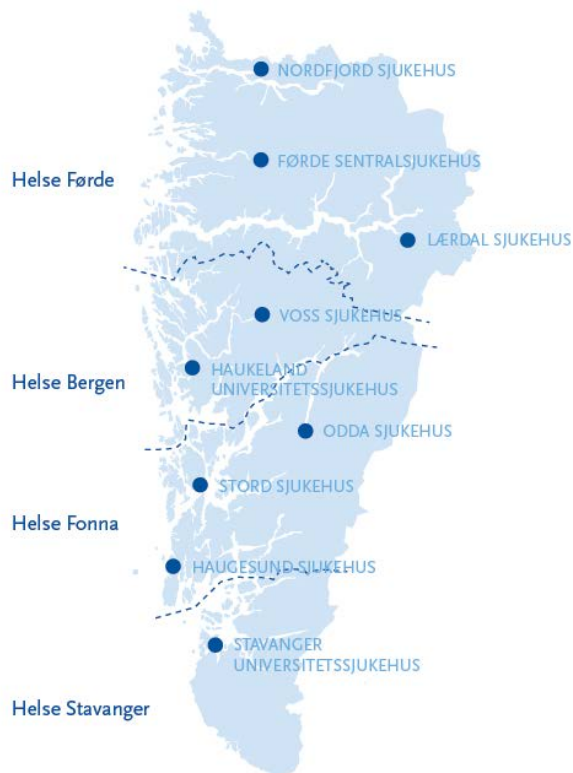 NORDFJORD SJUKEHUS
FØRDE SENTRALSJUKEHUS
Helse Førde
LÆRDAL SJUKEHUS
VOSS SJUKEHUS
HAUKELAND
UNIVERSITETSSJUKEHUS
Helse Bergen
ODDA SJUKEHUS
STORD SJUKEHUS
Helse Fonna
HAUGESUND SJUKEHUS
STAVANGER
UNIVERSITETSSJUKEHUS
Helse Stavanger